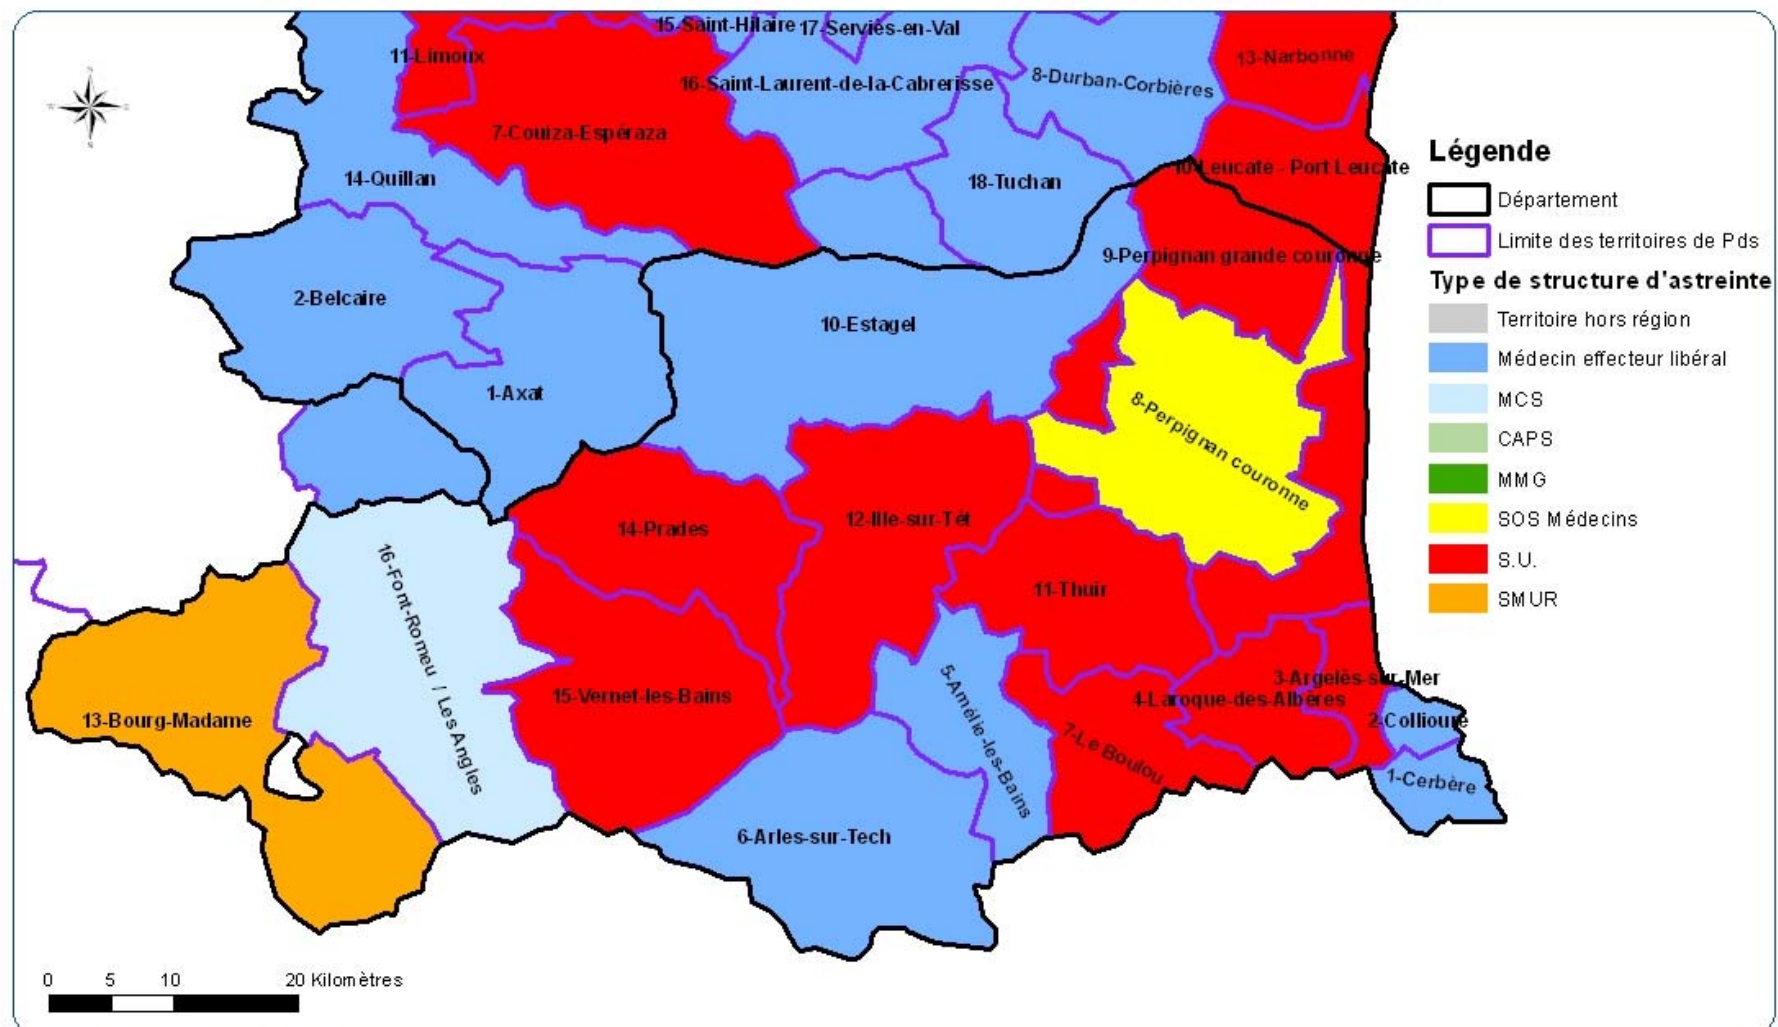 15-Saint-Hilaire
17-Serviès-en-Val
11-Limoux
13-Narbonne
16-Saint-Laurent-de-la-Cabrerisse
8-Durban-Corbières
7-Couiza-Espéraza
14-Quillan
18-Tuchan
10-Leucate - Port Leucate
9-Perpignan grande couronne
2-Belcaire
10-Estagel
1-Axat
8-Perpignan couronne
14-Prades
12-Ille-sur-Têt
11-Thuir
16-Font-Romeu / Les Angles
15-Vernet-les-Bains
5-Amélie-les-Bains
3-Argelès-sur-Mer
4-Laroque-des-Albères
13-Bourg-Madame
2-Collioure
7-Le Boulou
1-Cerbère
6-Arles-sur-Tech
Légende
Département
Limite des territoires de Pds
Type de structure d'astreinte
Territoire hors région
Médecin effecteur libéral
MCS
CAPS
MMG
SOS Médecins
S.U.
SMUR
0 5 10 20 Kilomètres